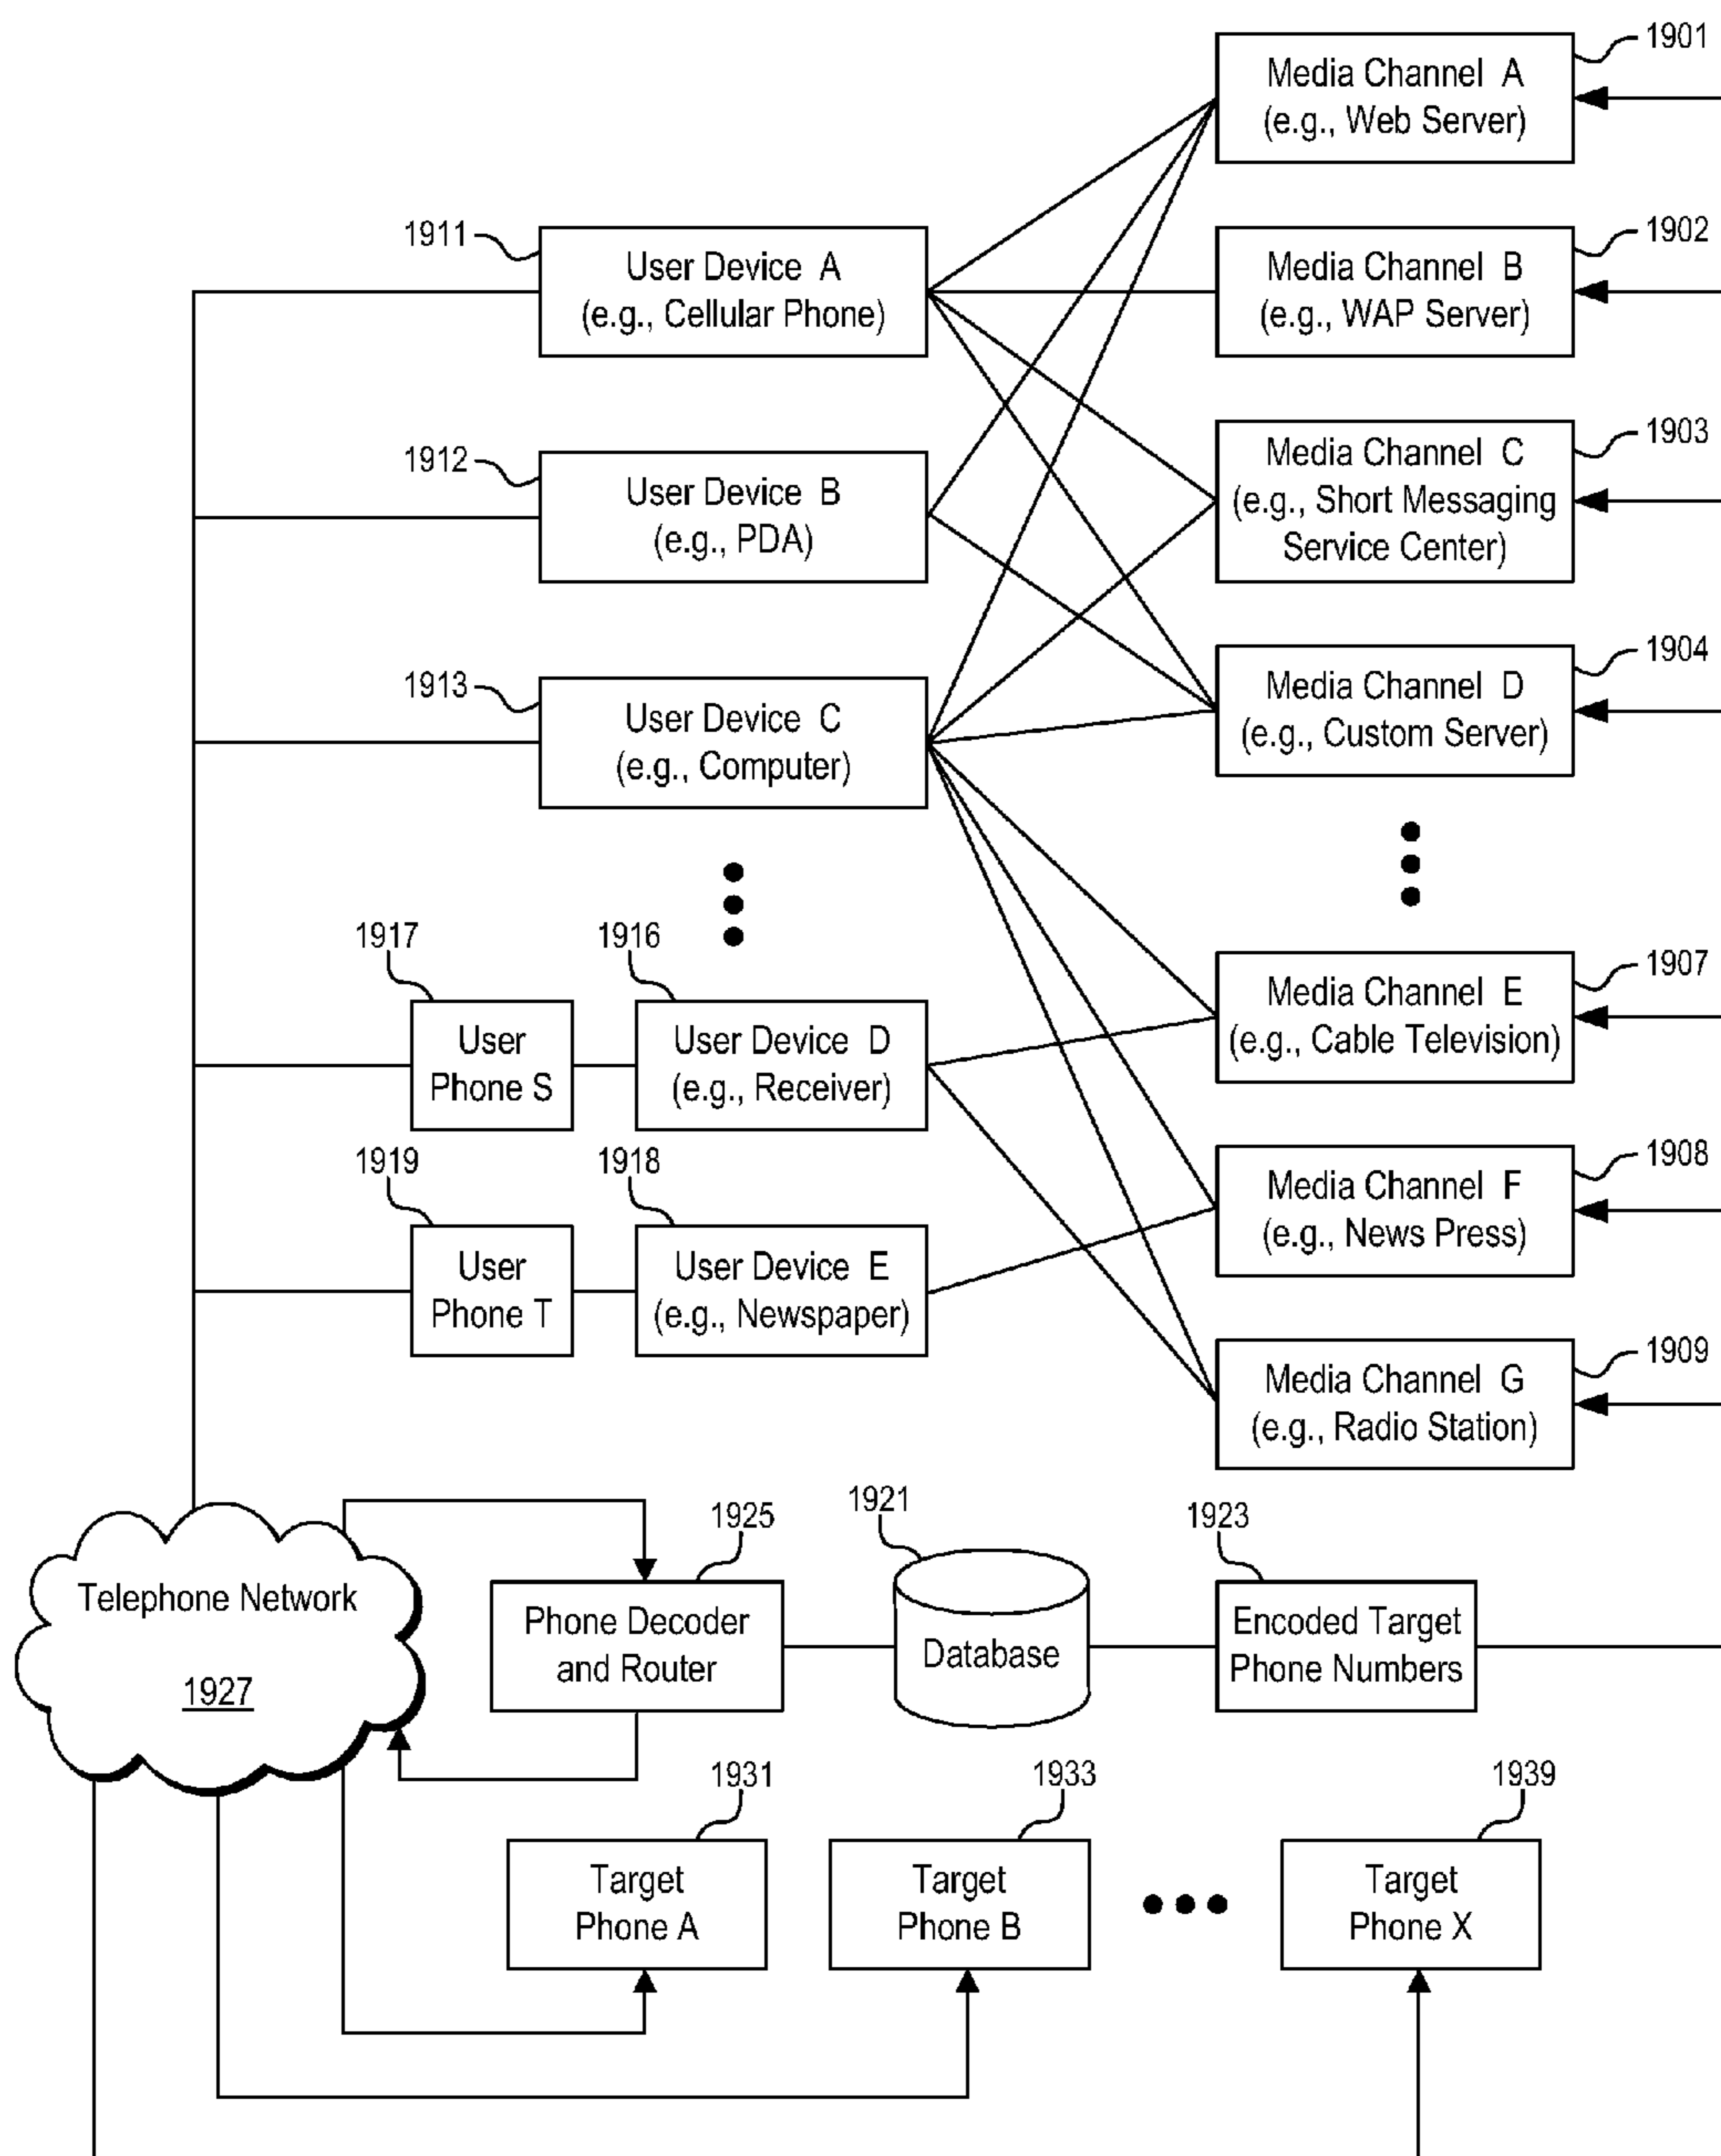 1901
Media Channel A
(e.g., Web Server)
1911
User Device A
(e.g., Cellular Phone)
1902
Media Channel B
(e.g., WAP Server)
1912
User Device B
(e.g., PDA)
1903
Media Channel C
(e.g., Short Messaging
Service Center)
1913
User Device C
(e.g., Computer)
1904
Media Channel D
(e.g., Custom Server)
1917
User
Phone S
1916
User Device D
(e.g., Receiver)
1907
Media Channel E
(e.g., Cable Television)
1919
User
Phone T
1918
User Device E
(e.g., Newspaper)
1908
Media Channel F
(e.g., News Press)
1909
Media Channel G
(e.g., Radio Station)
Telephone Network
1927
1925
Phone Decoder
and Router
1921
Database
1923
Encoded Target
Phone Numbers
1931
Target
Phone A
1933
Target
Phone B
1939
Target
Phone X